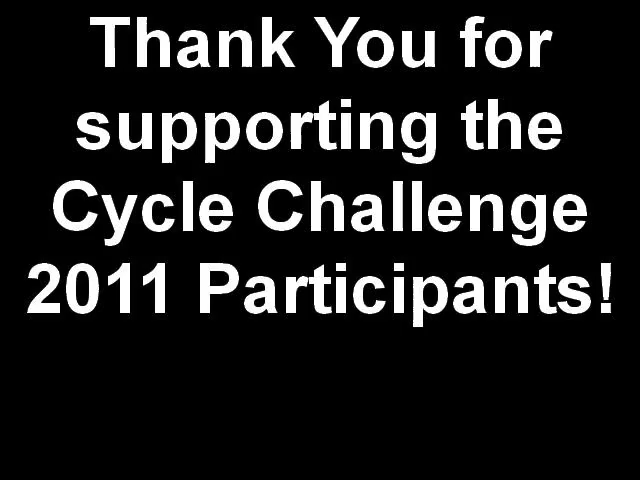 Thank You for
supporting the
Cycle Challenge
2011 Participants!